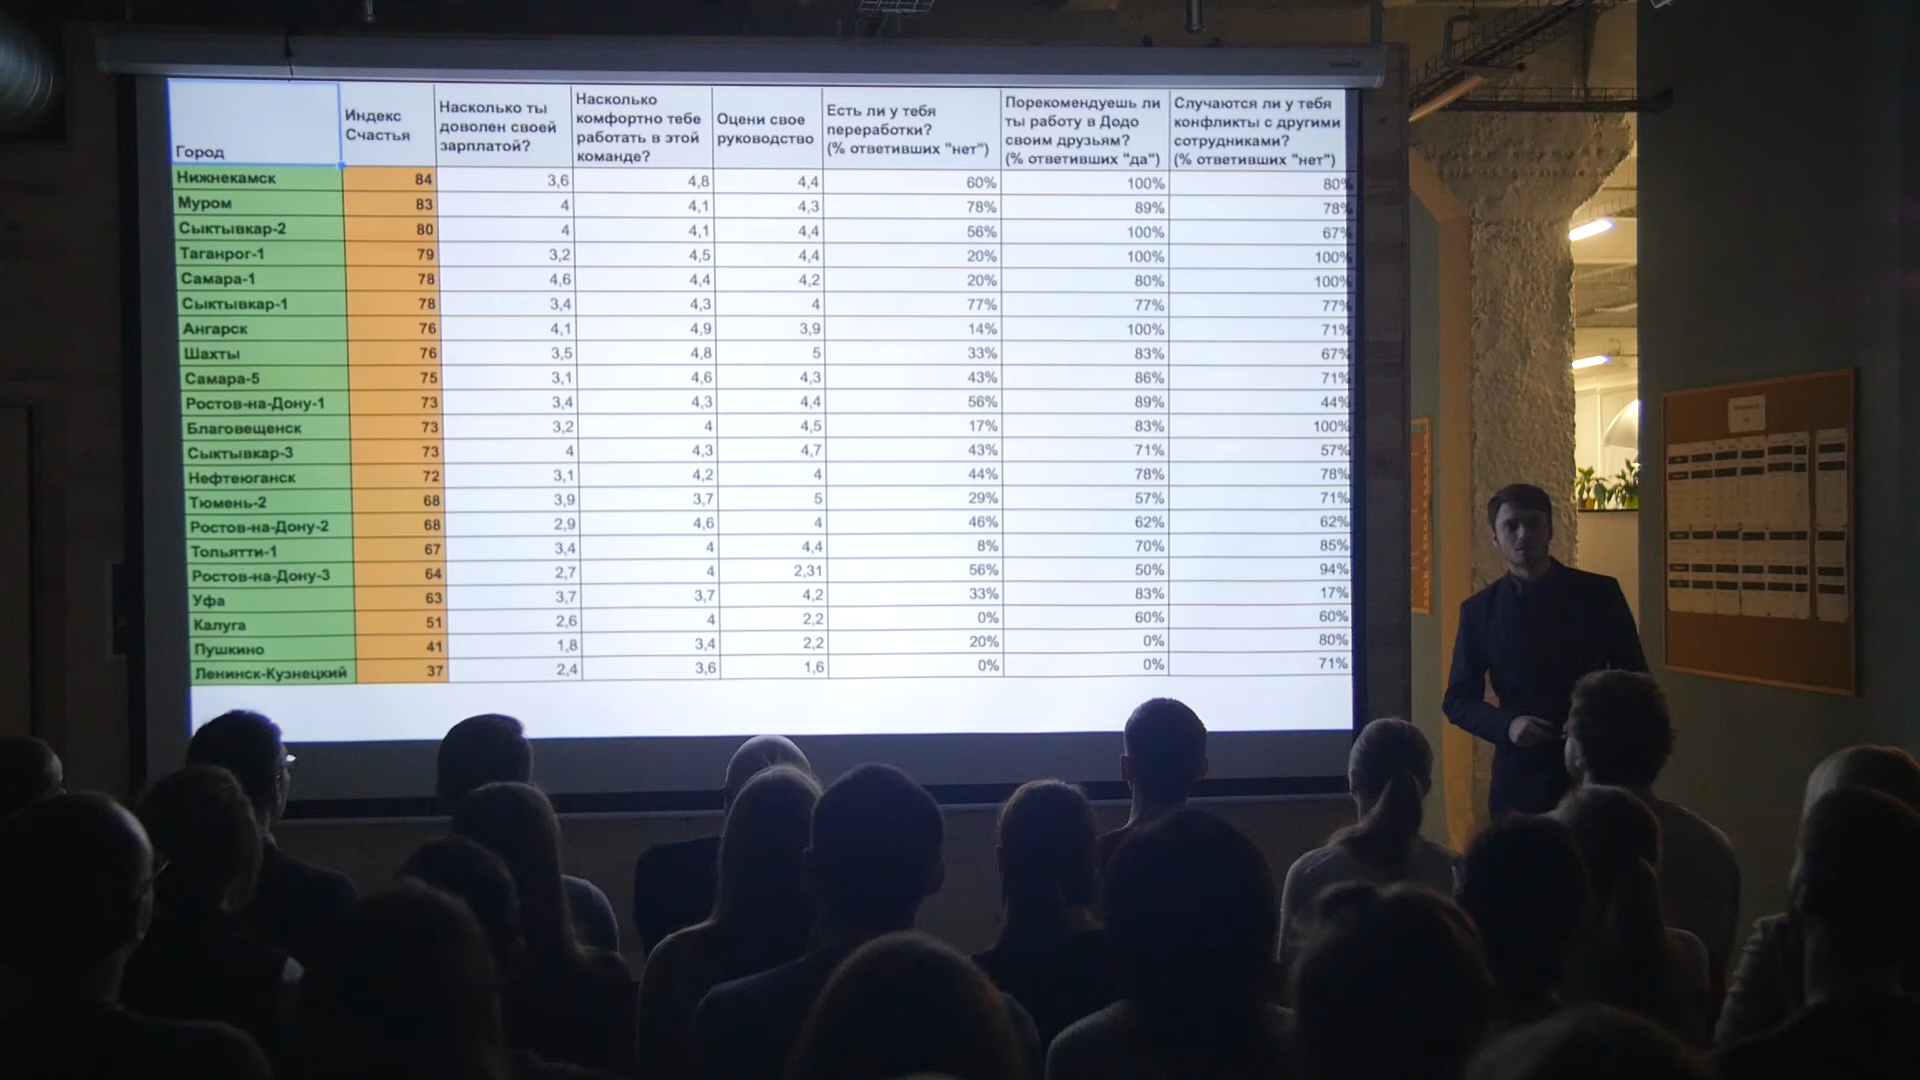 Город
Индекс
Счастья
Насколько ты
доволен своей
зарплатой?
Насколько
комфортно тебе
работать в этой
команде?
Оцени свое
руководство
Есть ли у тебя
переработки?
(% ответивших "нет")
Порекомендуешь ли
ты работу в Додо
своим друзьям?
(% ответивших "да")
Случаются ли у тебя
конфликты с другими
сотрудниками?
(% ответивших "нет")
Нижнекамск 84 3,6 4,8 4,4 60% 100% 80%
Муром 83 4 4,1 4,3 78% 89% 78%
Сыктывкар-2 80 4 4,1 4,4 56% 100% 67%
Таганрог-1 79 3,2 4,5 4,4 20% 100% 100%
Самара-1 78 4,6 4,4 4,2 20% 80% 100%
Сыктывкар-1 78 3,4 4,3 4 77% 77% 77%
Ангарск 76 4,1 4,9 3,9 14% 100% 71%
Шахты 76 3,5 4,8 5 33% 83% 67%
Самара-5 75 3,1 4,6 4,3 43% 86% 71%
Ростов-на-Дону-1 73 3,4 4,3 4,4 56% 89% 44%
Благовещенск 73 3,2 4 4,5 17% 83% 100%
Сыктывкар-3 73 4 4,3 4,7 43% 71% 57%
Нефтеюганск 72 3,1 4,2 4 44% 78% 78%
Тюмень-2 68 3,9 3,7 5 29% 57% 71%
Ростов-на-Дону-2 68 2,9 4,6 4 46% 62% 62%
Тольятти-1 67 3,4 4 4,4 8% 70% 85%
Ростов-на-Дону-3 64 2,7 4 2,31 56% 50% 94%
Уфа 63 3,7 3,7 4,2 33% 83% 17%
Калуга 51 2,6 4 2,2 0% 60% 60%
Пушкино 41 1,8 3,4 2,2 20% 0% 80%
Ленинск-Кузнецкий 37 2,4 3,6 1,6 0% 0% 71%